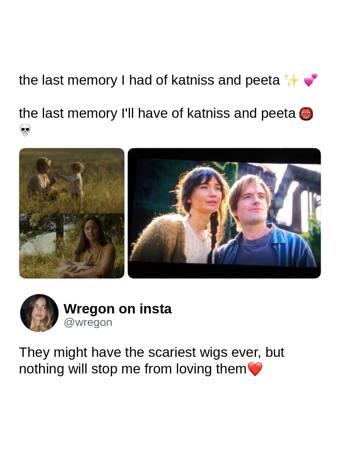 the last memory I had of katniss and peeta ✨ 💕
the last memory I'll have of katniss and peeta 👹
💀
Wregon on insta
@wregon
They might have the scariest wigs ever, but
nothing will stop me from loving them❤️